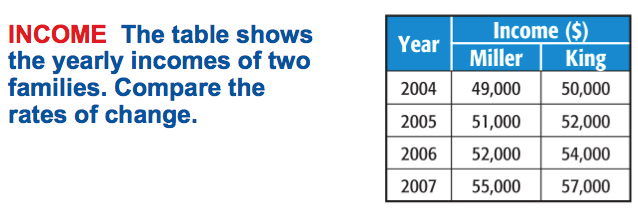 INCOME The table shows
the yearly incomes of two
families. Compare the
rates of change.
Year Income ($)
Miller King
2004 49,000 50,000
2005 51,000 52,000
2006 52,000 54,000
2007 55,000 57,000